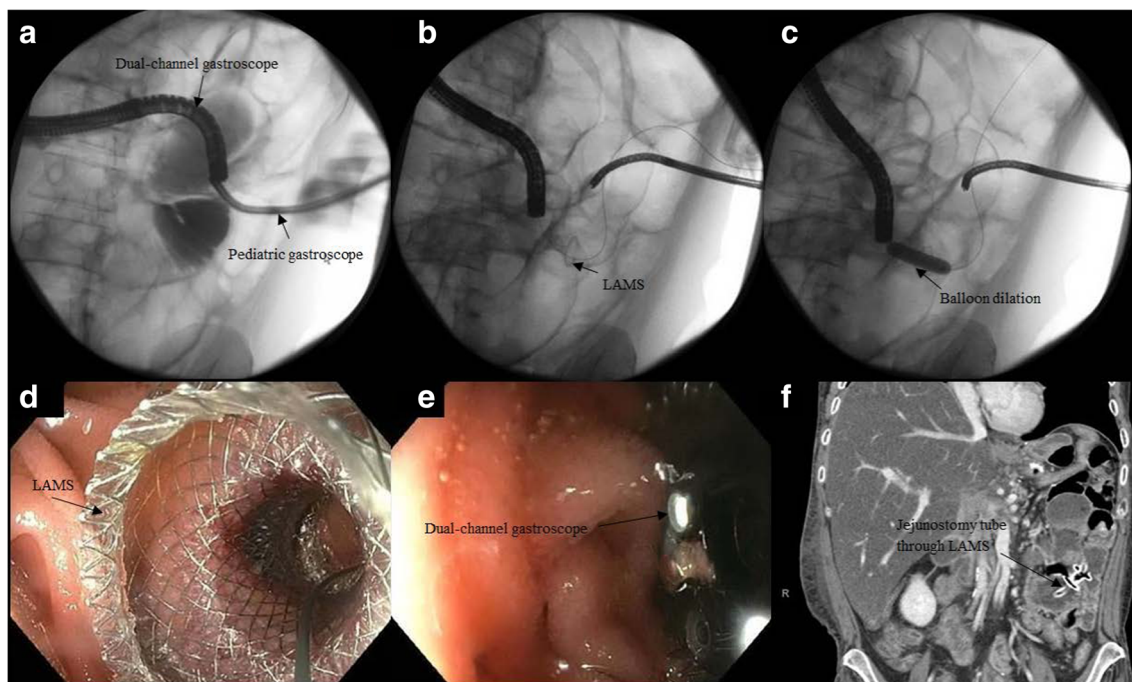 a
Dual-channel gastroscope
Pediatric gastroscope
b
LAMS
c
Balloon dilation
d
LAMS
e
Dual-channel gastroscope
f
Jejunostomy tube
through LAMS
R